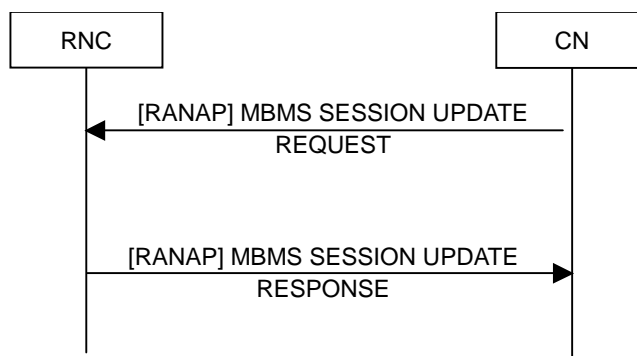 RNC
CN
[RANAP] MBMS SESSION UPDATE
REQUEST
[RANAP] MBMS SESSION UPDATE
RESPONSE